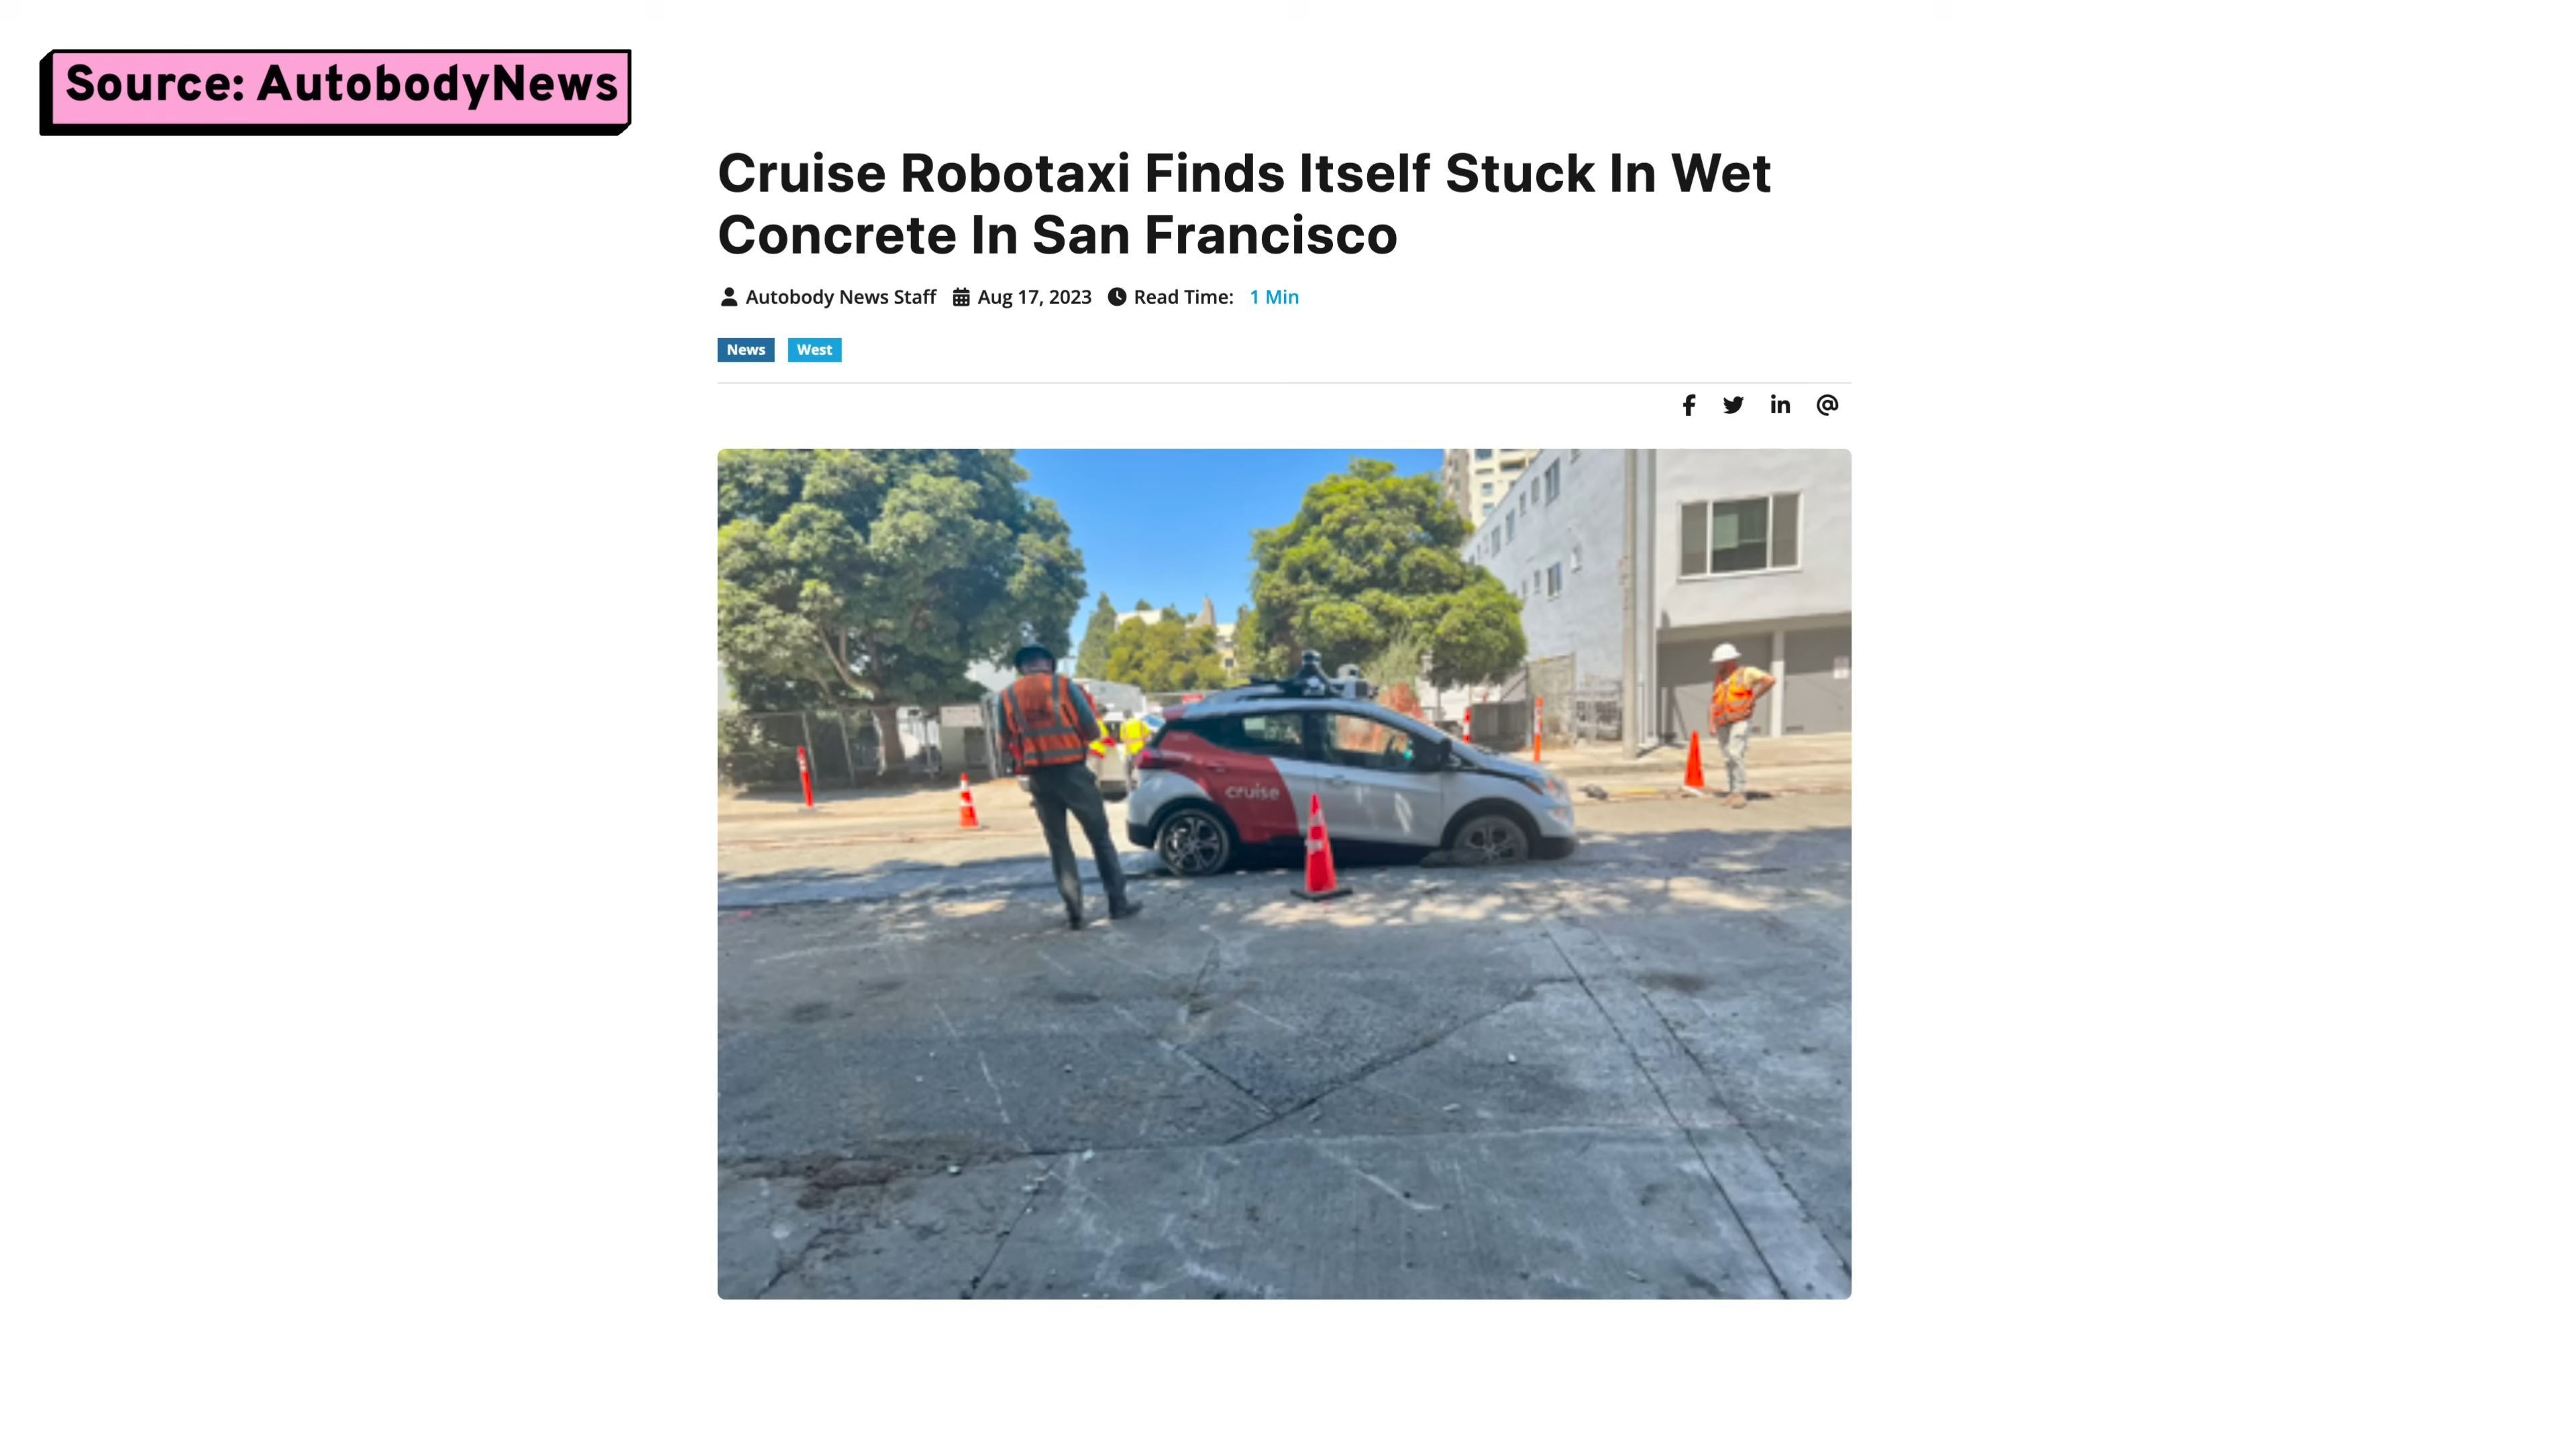 Source: AutobodyNews
Cruise Robotaxi Finds Itself Stuck In Wet
Concrete In San Francisco
Autobody News Staff Aug 17, 2023 Read Time: 1 Min
News West
cruise